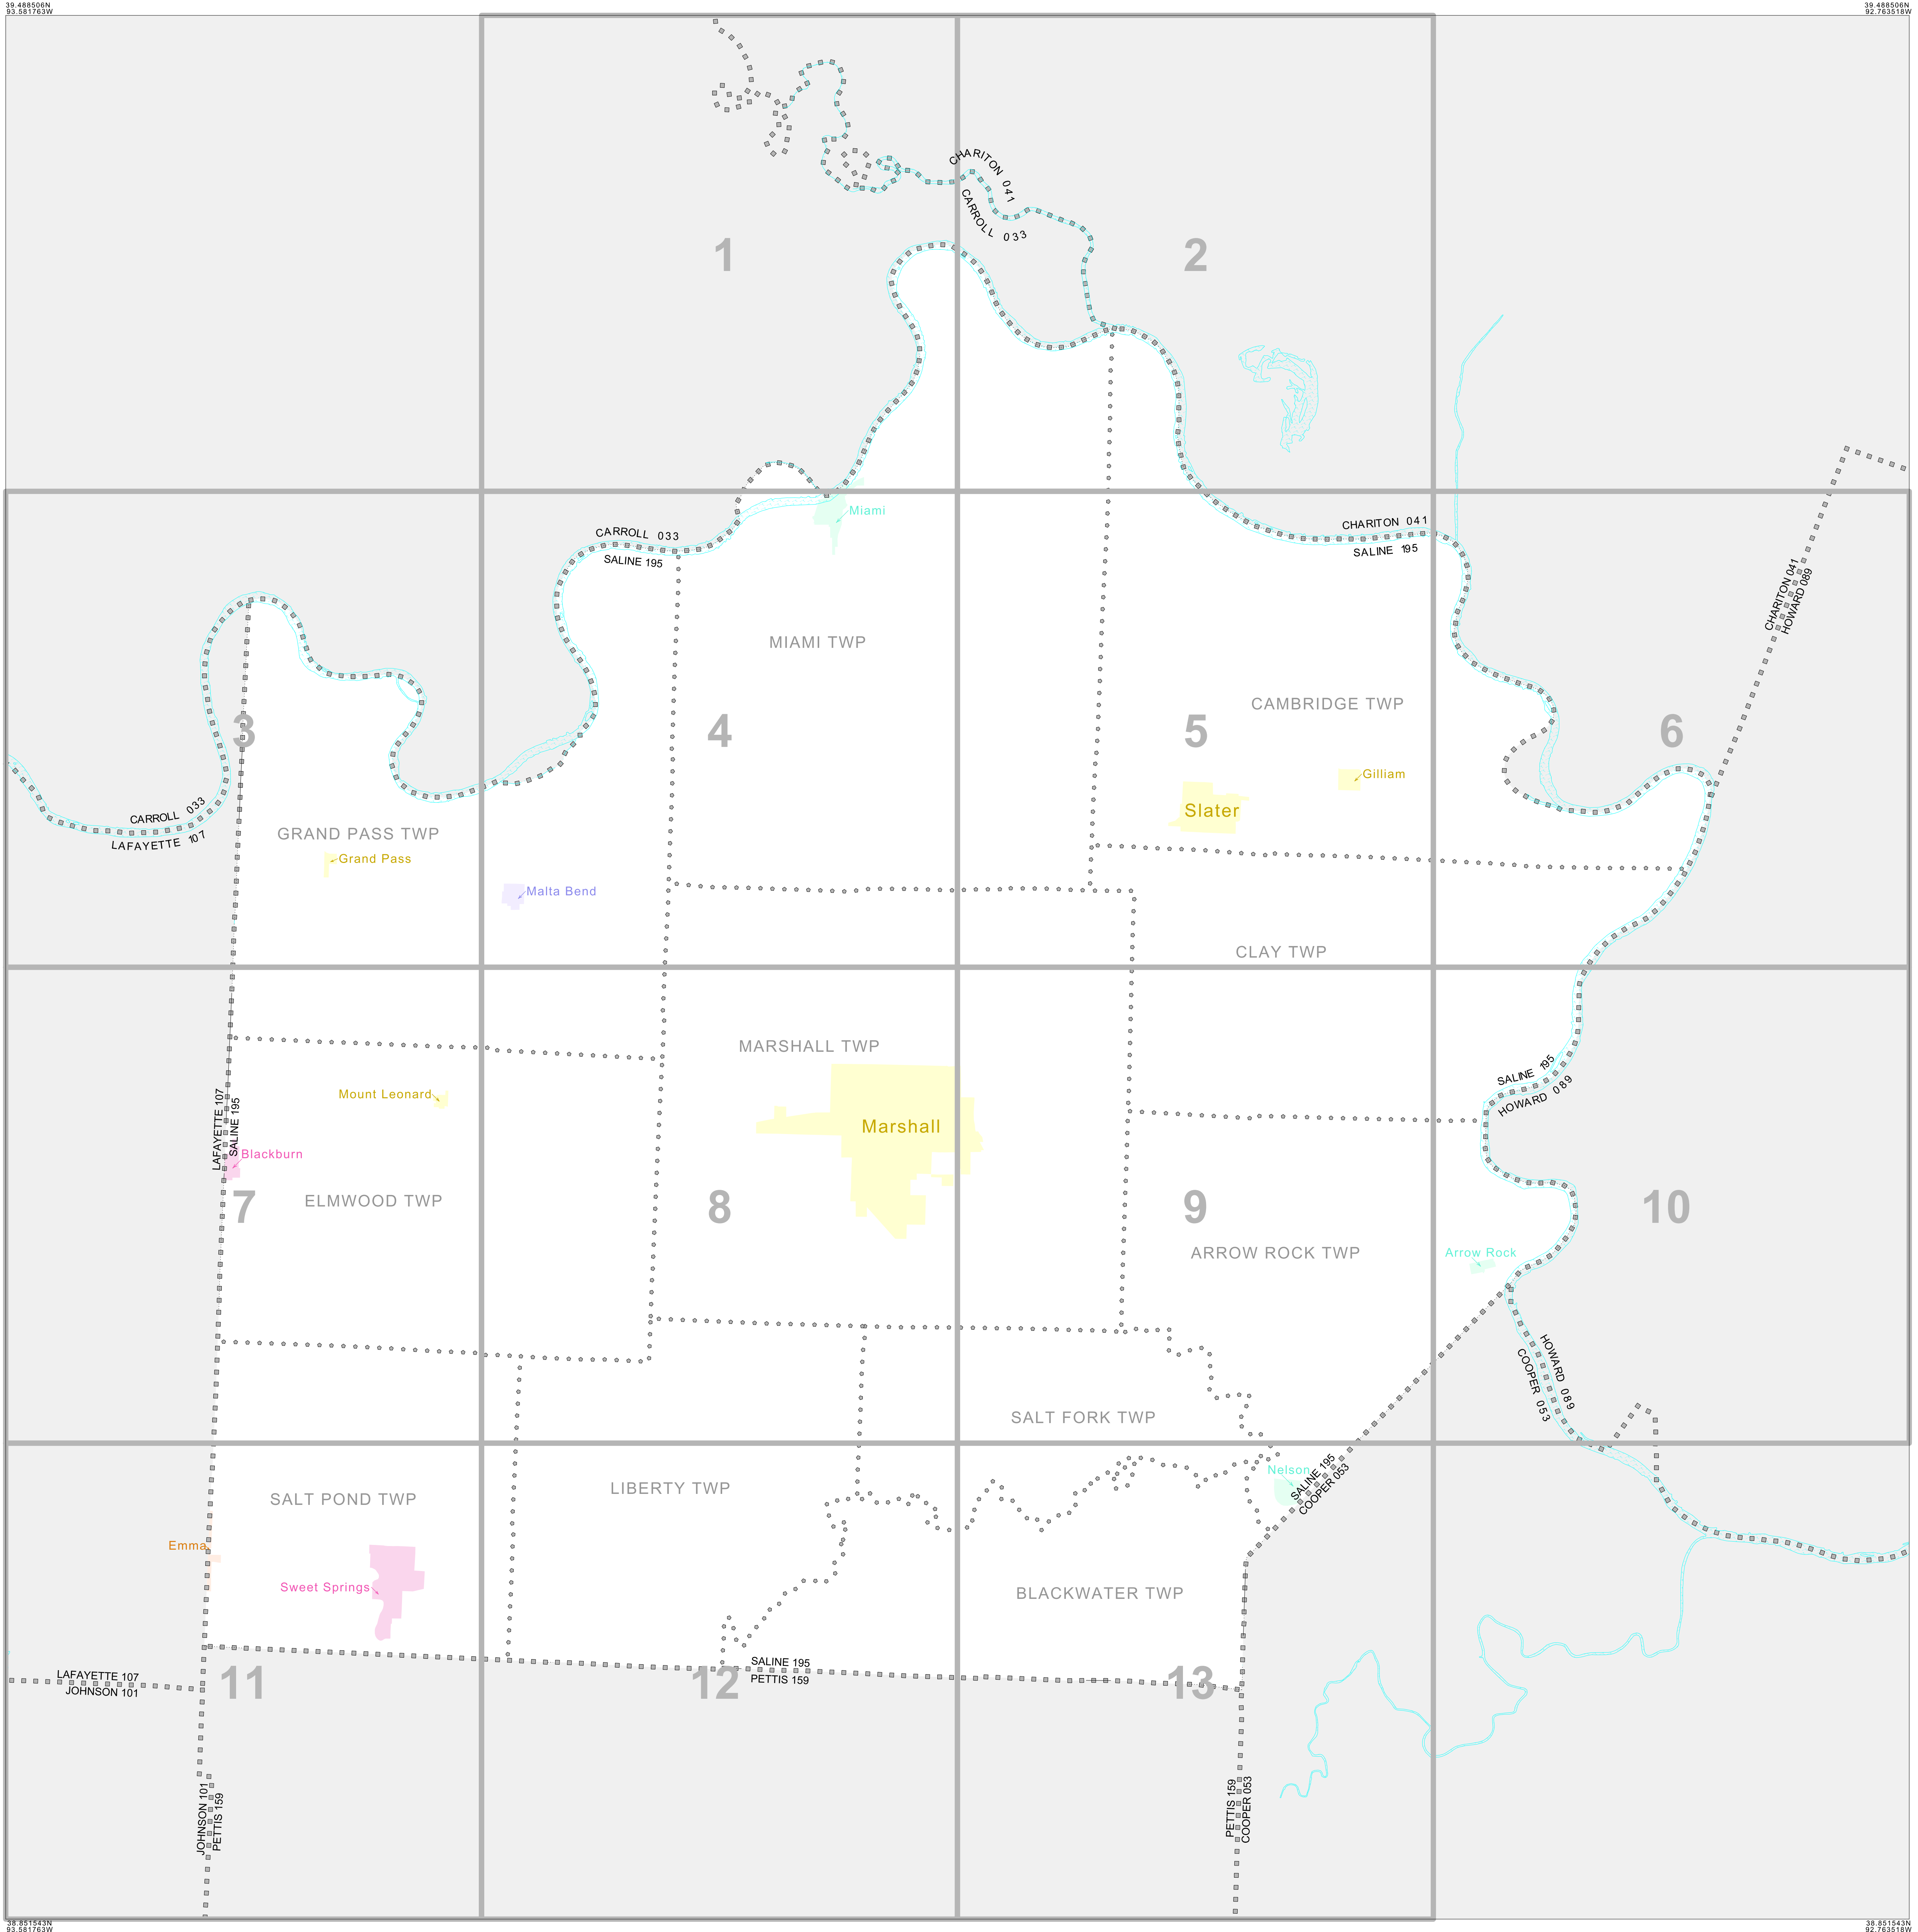 39.488506N
93.581763W
39.488506N
92.763518W
CHARITON 041
CARROLL 033
1
2
Miami
CARROLL 033
SALINE 195
CHARITON 041
SALINE 195
CHARITON 041
HOWARD 089
MIAMI TWP
CAMBRIDGE TWP
3
4
5
6
Gilliam
Slater
CARROLL 033
LAFAYETTE 107
GRAND PASS TWP
Grand Pass
Malta Bend
CLAY TWP
MARSHALL TWP
SALINE 195
HOWARD 089
Mount Leonard
LAFAYETTE 107
SALINE 195
Marshall
Blackburn
ELMWOOD TWP
7
8
9
10
ARROW ROCK TWP
Arrow Rock
HOWARD 089
COOPER 053
SALT FORK TWP
Nelson
SALINE 195
COOPER 053
LIBERTY TWP
SALT POND TWP
Emma
Sweet Springs
BLACKWATER TWP
SALINE 195
PETTIS 159
LAFAYETTE 107
JOHNSON 101
11
12
13
JOHNSON 101
PETTIS 159
PETTIS 159
COOPER 053
38.851543N
93.581763W
38.851543N
92.763518W